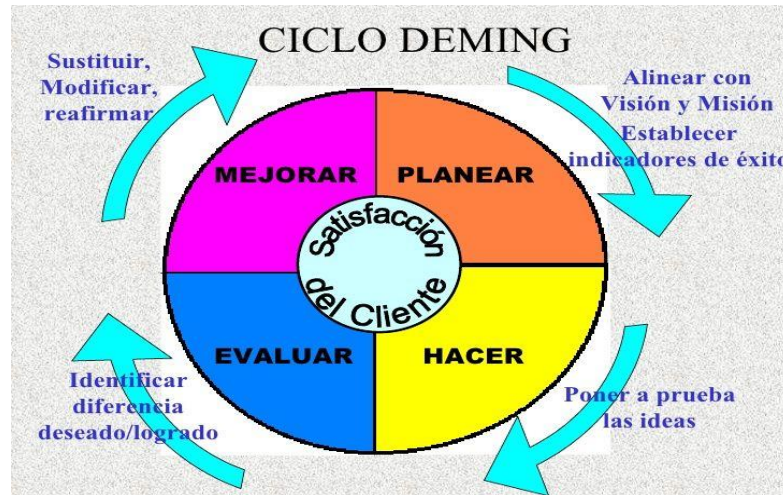 CICLO DEMING
Sustituir,
Modificar,
reafirmar
Alinear con
Visión y Misión
Establecer
indicadores de éxito
MEJORAR
PLANEAR
Satisfacción
del Cliente
EVALUAR
HACER
Identificar
diferencia
deseado/logrado
Poner a prueba
las ideas